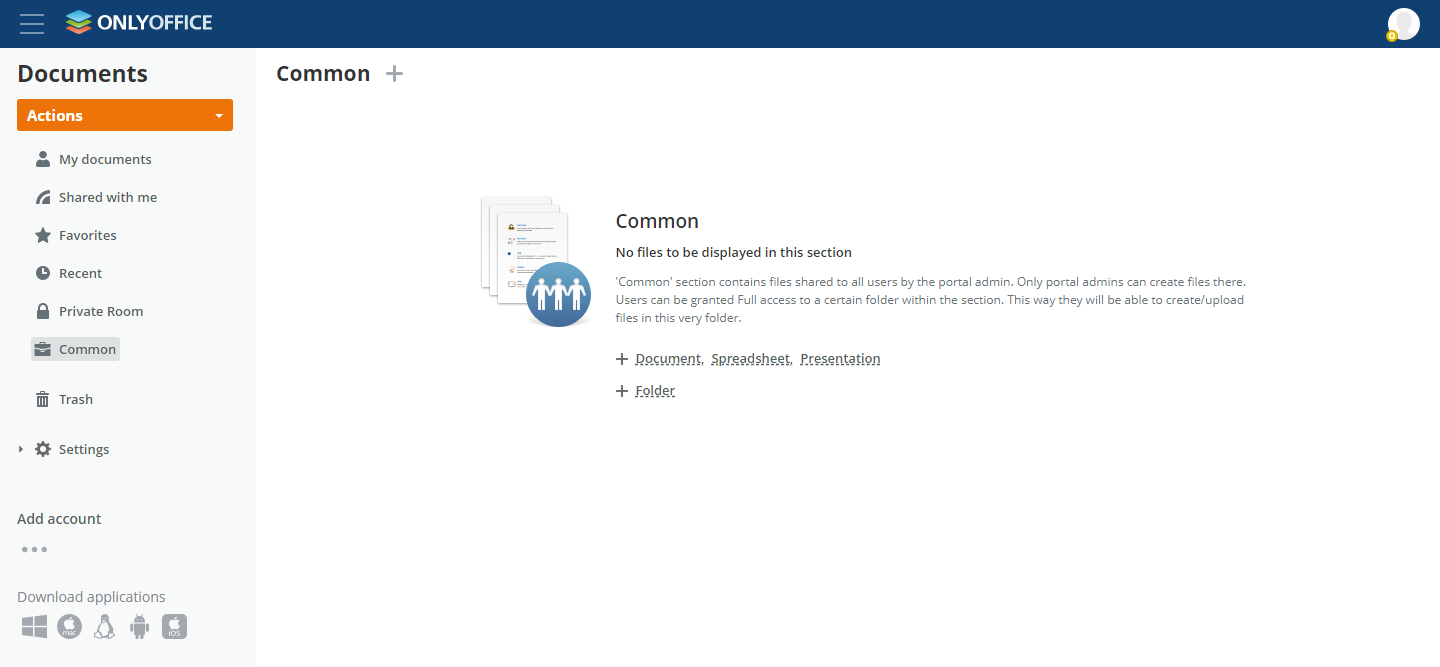 ONLYOFFICE
Documents
Actions
My documents
Shared with me
Favorites
Recent
Private Room
Common
Trash
Settings
Add account
Download applications
mac
iOS
Common
Common
No files to be displayed in this section
'Common' section contains files shared to all users by the portal admin. Only portal admins can create files there.
Users can be granted Full access to a certain folder within the section. This way they will be able to create/upload
files in this very folder.
Document, Spreadsheet, Presentation
Folder